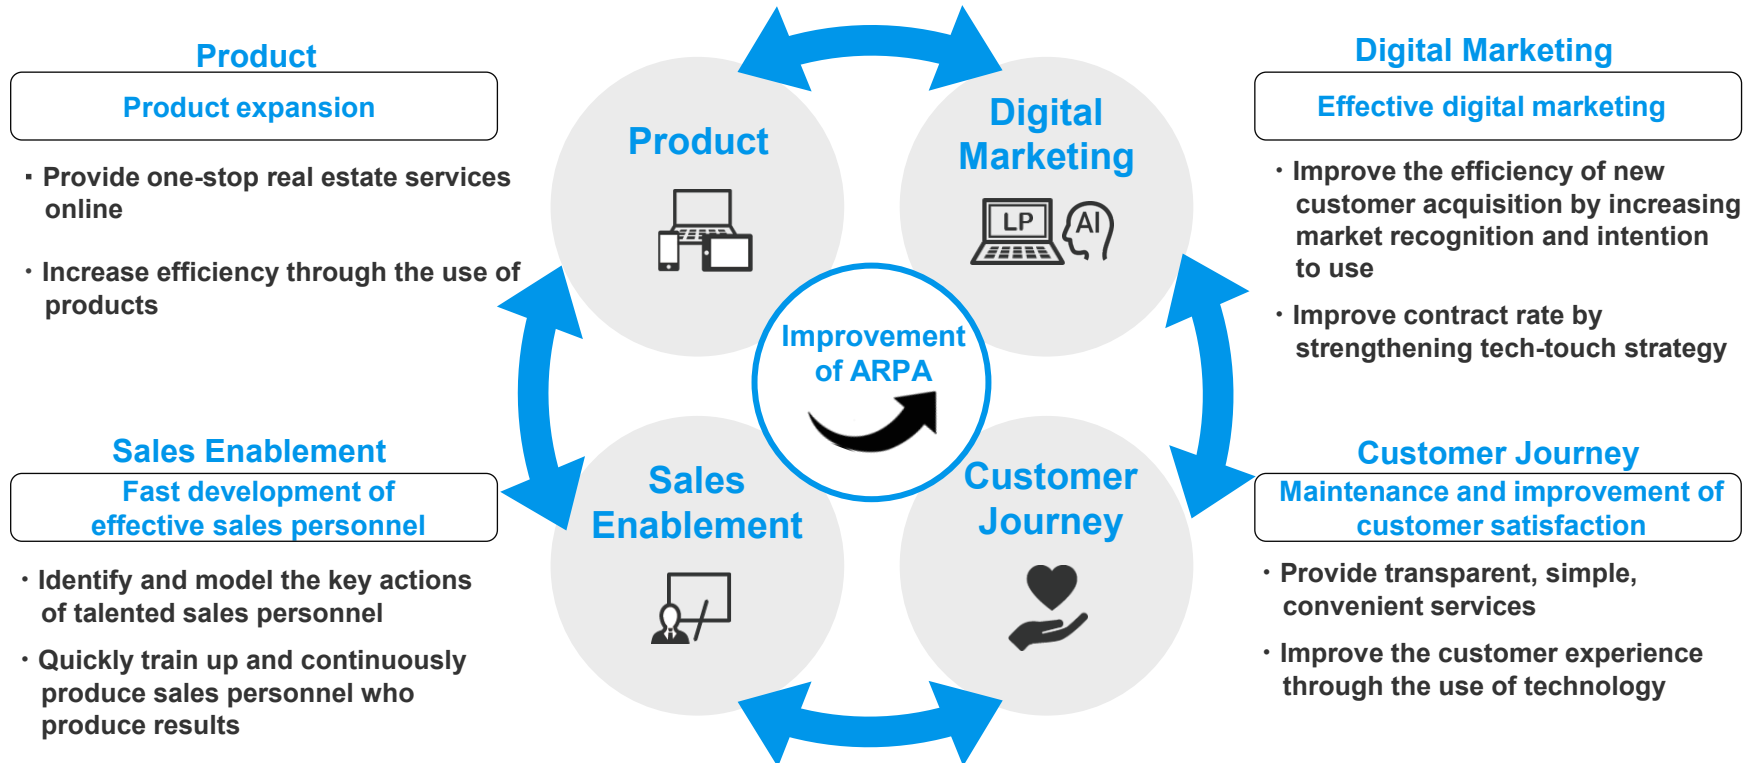 Product
Product expansion
・Provide one-stop real estate services
online
・Increase efficiency through the use of
products
Sales Enablement
Fast development of
effective sales personnel
・Identify and model the key actions
of talented sales personnel
・Quickly train up and continuously
produce sales personnel who
produce results
Product
Digital
Marketing
LP
AI
Improvement
of ARPA
Sales
Enablement
Customer
Journey
Digital Marketing
Effective digital marketing
・Improve the efficiency of new
customer acquisition by increasing
market recognition and intention
to use
・Improve contract rate by
strengthening tech-touch strategy
Customer Journey
Maintenance and improvement of
customer satisfaction
・Provide transparent, simple,
convenient services
・Improve the customer experience
through the use of technology